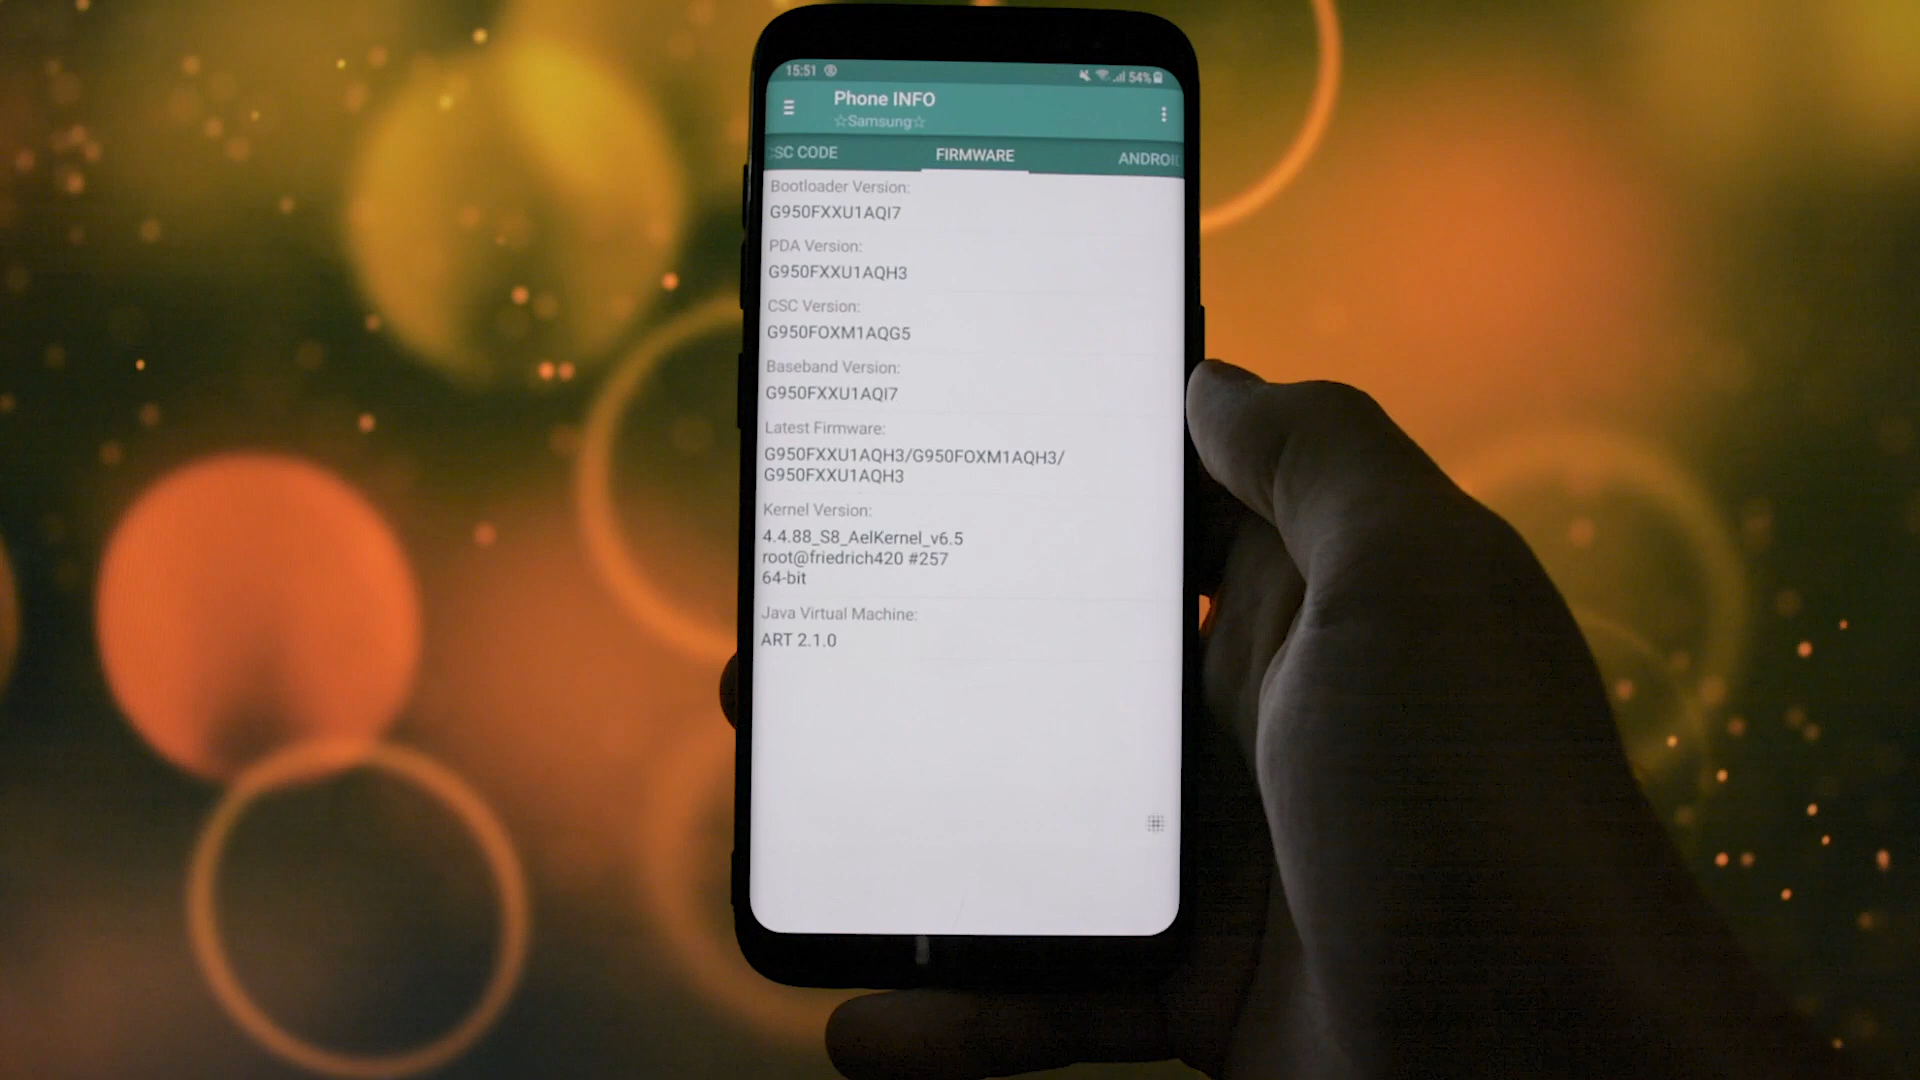 15:51 54%
Phone INFO
☆Samsung☆
CSC CODE FIRMWARE ANDROID
Bootloader Version:
G950FXXU1AQI7
PDA Version:
G950FXXU1AQH3
CSC Version:
G950FOXM1AQG5
Baseband Version:
G950FXXU1AQI7
Latest Firmware:
G950FXXU1AQH3/G950FOXM1AQH3/
G950FXXU1AQH3
Kernel Version:
4.4.88_S8_AelKernel_v6.5
root@friedrich420 #257
64-bit
Java Virtual Machine:
ART 2.1.0